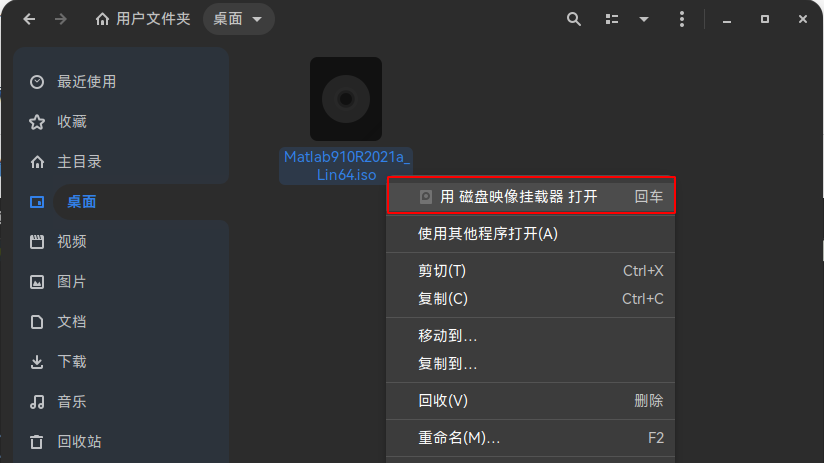 用户文件夹 桌面
最近使用
收藏
主目录
桌面
视频
图片
文档
下载
音乐
回收站
Matlab910R2021a_
Lin64.iso
用 磁盘映像挂载器 打开 回车
使用其他程序打开(A)
剪切(T) Ctrl+X
复制(C) Ctrl+C
移动到…
复制到…
回收(V) 删除
重命名(M)… F2